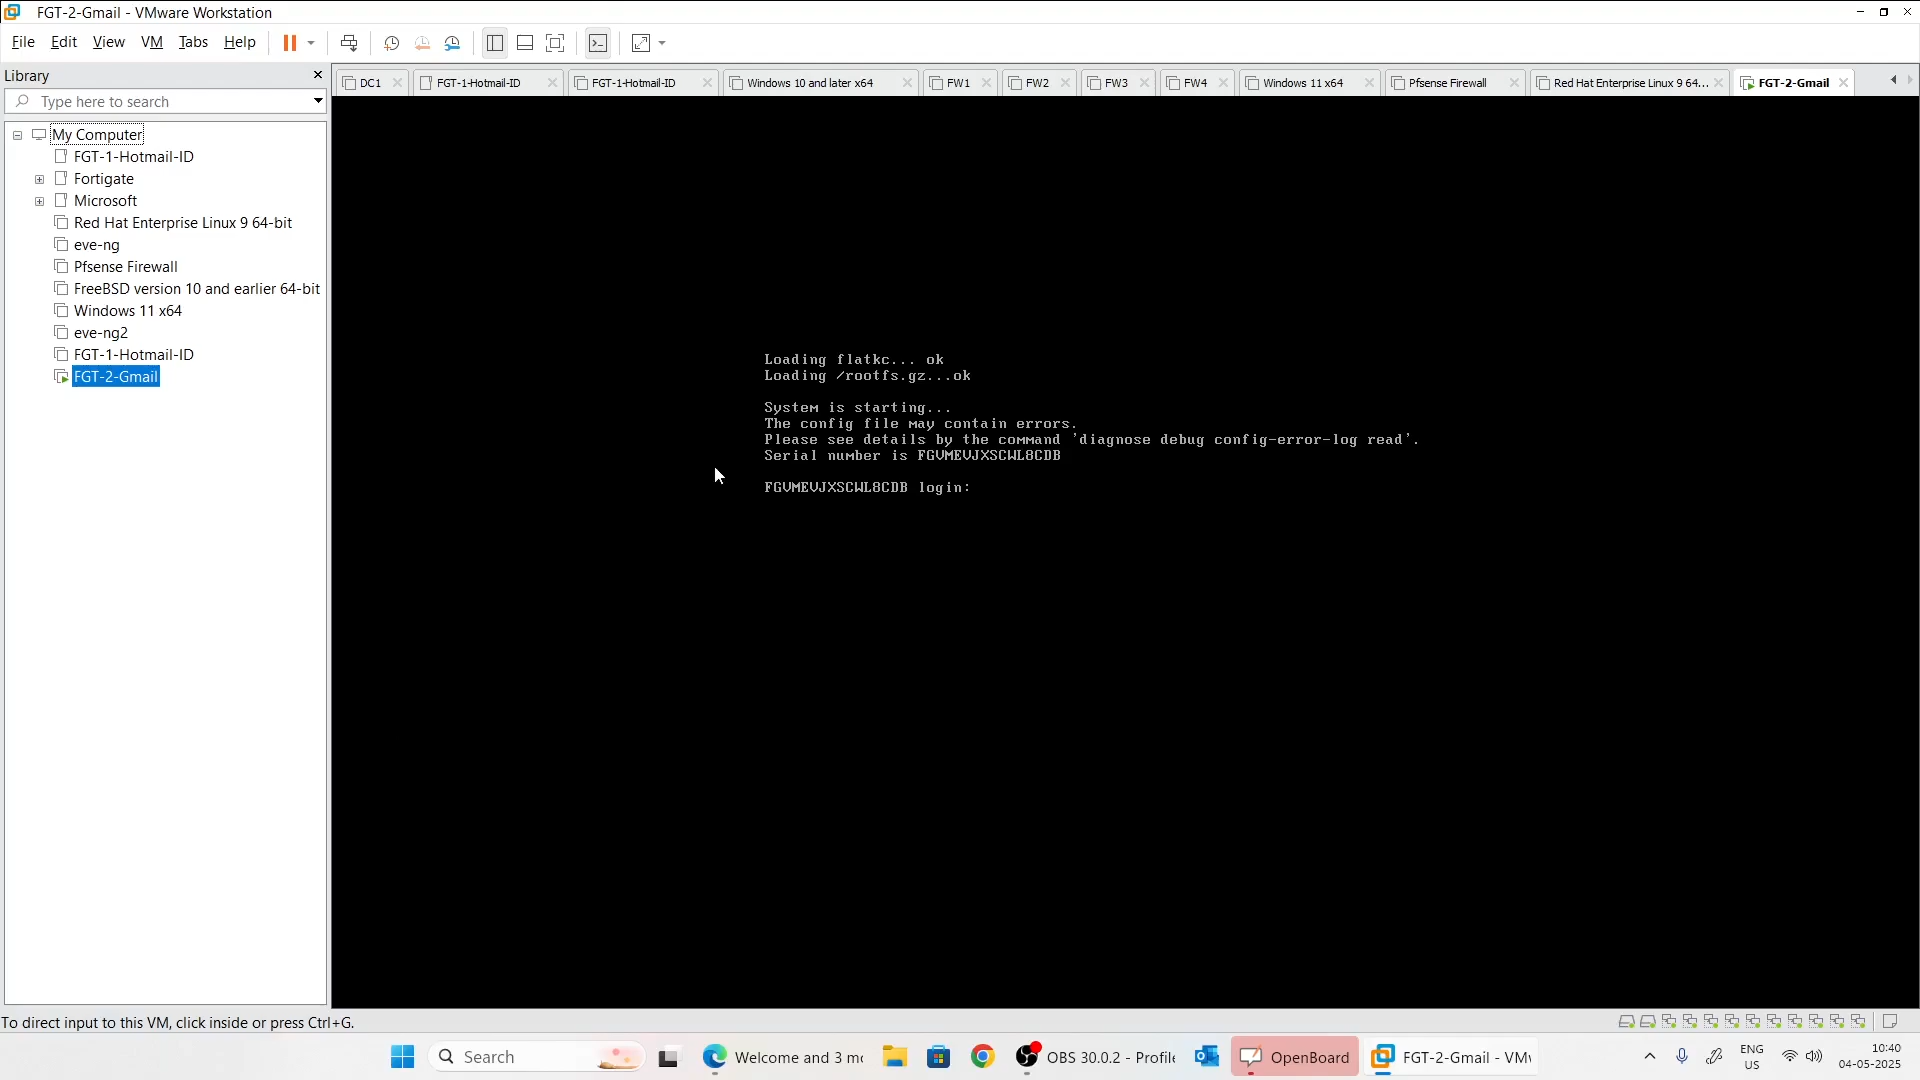 FGT-2-Gmail - VMware Workstation
File Edit View VM Tabs Help
Library
Type here to search
My Computer
FGT-1-Hotmail-ID
Fortigate
Microsoft
Red Hat Enterprise Linux 9 64-bit
eve-ng
Pfsense Firewall
FreeBSD version 10 and earlier 64-bit
Windows 11 x64
eve-ng2
FGT-1-Hotmail-ID
FGT-2-Gmail
DC1 FGT-1-Hotmail-ID FGT-1-Hotmail-ID Windows 10 and later x64 FW1 FW2 FW3 FW4 Windows 11 x64 Pfsense Firewall Red Hat Enterprise Linux 9 64... FGT-2-Gmail
Loading flatkc... ok
Loading /rootfs.gz...ok
System is starting...
The config file may contain errors.
Please see details by the command 'diagnose debug config-error-log read'.
Serial number is FGVMEVJXSCWL8CDB
FGVMEVJXSCWL8CDB login:
To direct input to this VM, click inside or press Ctrl+G.
Search
Welcome and 3 mo
OBS 30.0.2 - Profile
OpenBoard
FGT-2-Gmail - VM
ENG
US
10:40
04-05-2025